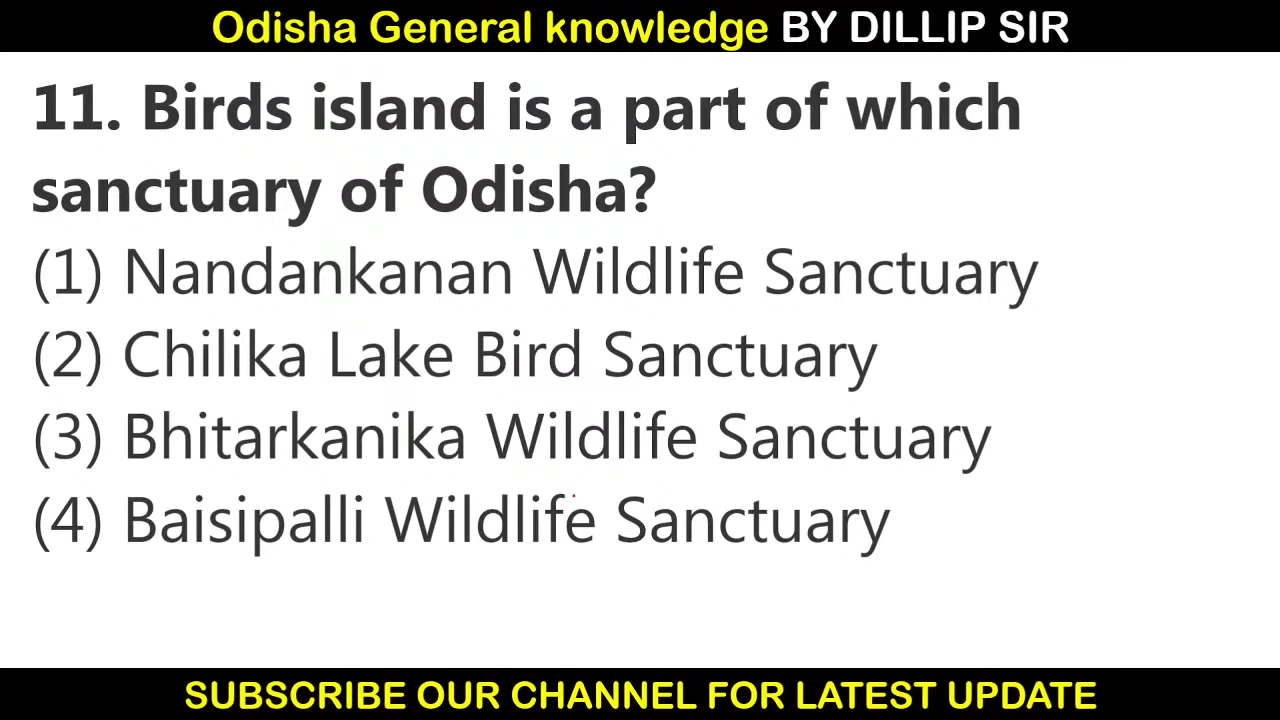 Odisha General knowledge BY DILLIP SIR
11. Birds island is a part of which
sanctuary of Odisha?
(1) Nandankanan Wildlife Sanctuary
(2) Chilika Lake Bird Sanctuary
(3) Bhitarkanika Wildlife Sanctuary
(4) Baisipalli Wildlife Sanctuary
SUBSCRIBE OUR CHANNEL FOR LATEST UPDATE